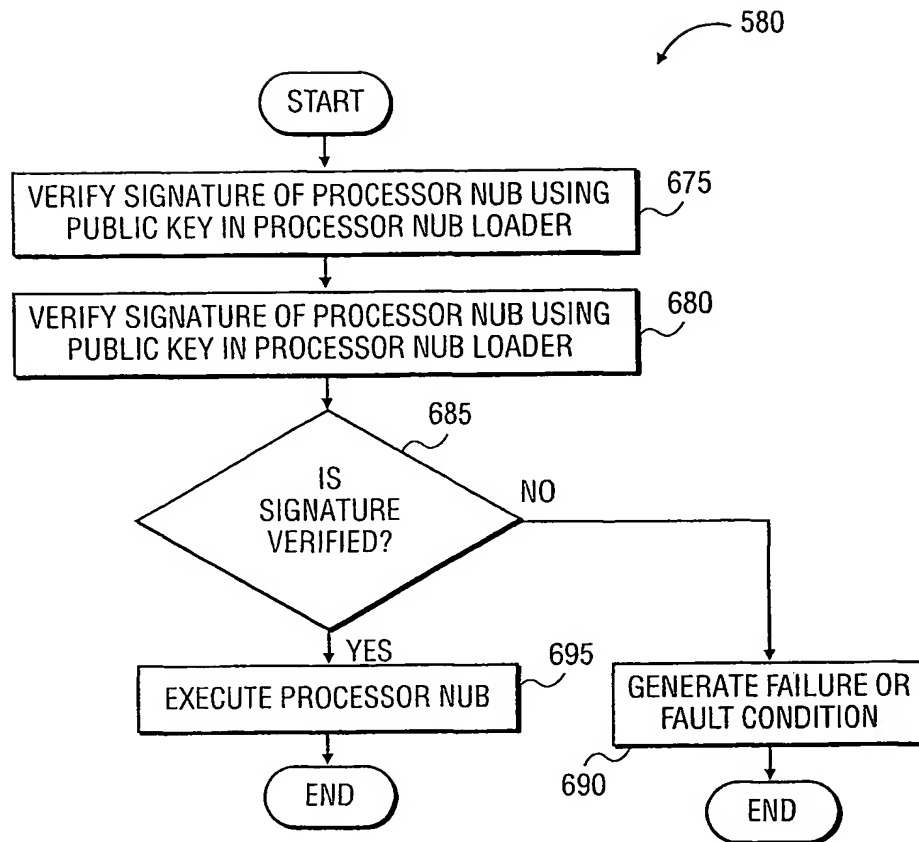 580
START
VERIFY SIGNATURE OF PROCESSOR NUB USING
PUBLIC KEY IN PROCESSOR NUB LOADER
675
VERIFY SIGNATURE OF PROCESSOR NUB USING
PUBLIC KEY IN PROCESSOR NUB LOADER
680
685
IS
SIGNATURE
VERIFIED?
NO
YES
695
EXECUTE PROCESSOR NUB
GENERATE FAILURE OR
FAULT CONDITION
690
END
END